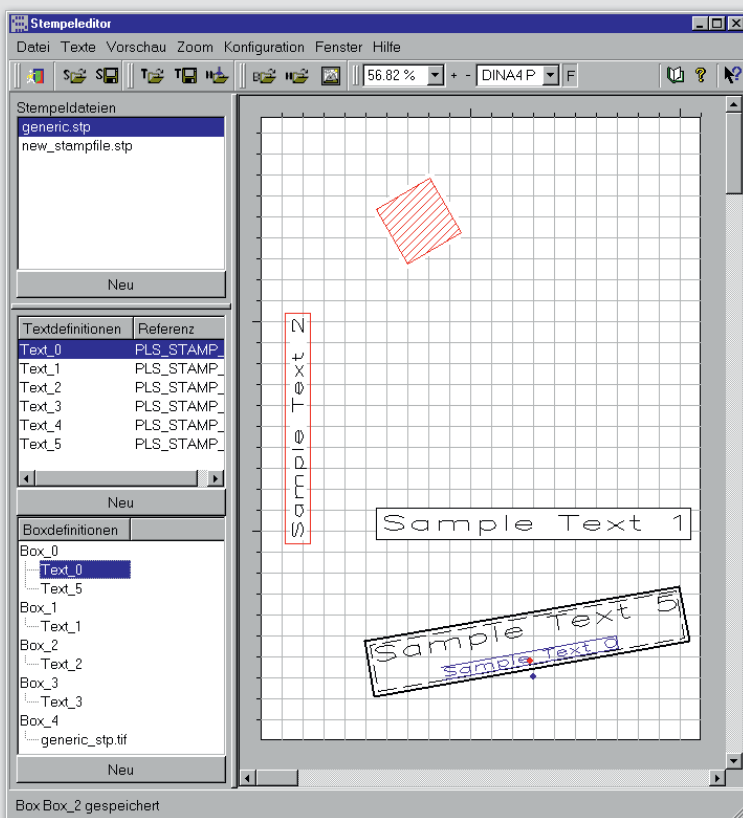 Stempeleditor
Datei Texte Vorschau Zoom Konfiguration Fenster Hilfe
56.82 % + - DINA4 P F
Stempeldateien
generic.stp
new_stampfile.stp
Neu
Textdefinitionen Referenz
Text_0 PLS_STAMP_
Text_1 PLS_STAMP_
Text_2 PLS_STAMP_
Text_3 PLS_STAMP_
Text_4 PLS_STAMP_
Text_5 PLS_STAMP_
Neu
Boxdefinitionen
Box_0
Text_0
Text_5
Box_1
Text_1
Box_2
Text_2
Box_3
Text_3
Box_4
generic_stp.tif
Neu
Sample Text 2
Sample Text 1
Sample Text 5
Sample Text 0
Box Box_2 gespeichert